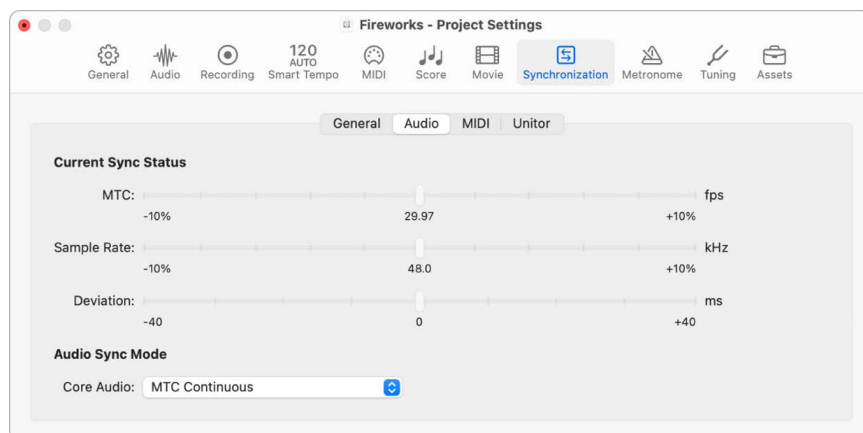 Fireworks - Project Settings
120
AUTO
General Audio Recording Smart Tempo MIDI Score Movie Synchronization Metronome Tuning Assets
General Audio MIDI Unitor
Current Sync Status
MTC: fps
-10% 29.97 +10%
Sample Rate: kHz
-10% 48.0 +10%
Deviation: ms
-40 0 +40
Audio Sync Mode
Core Audio: MTC Continuous